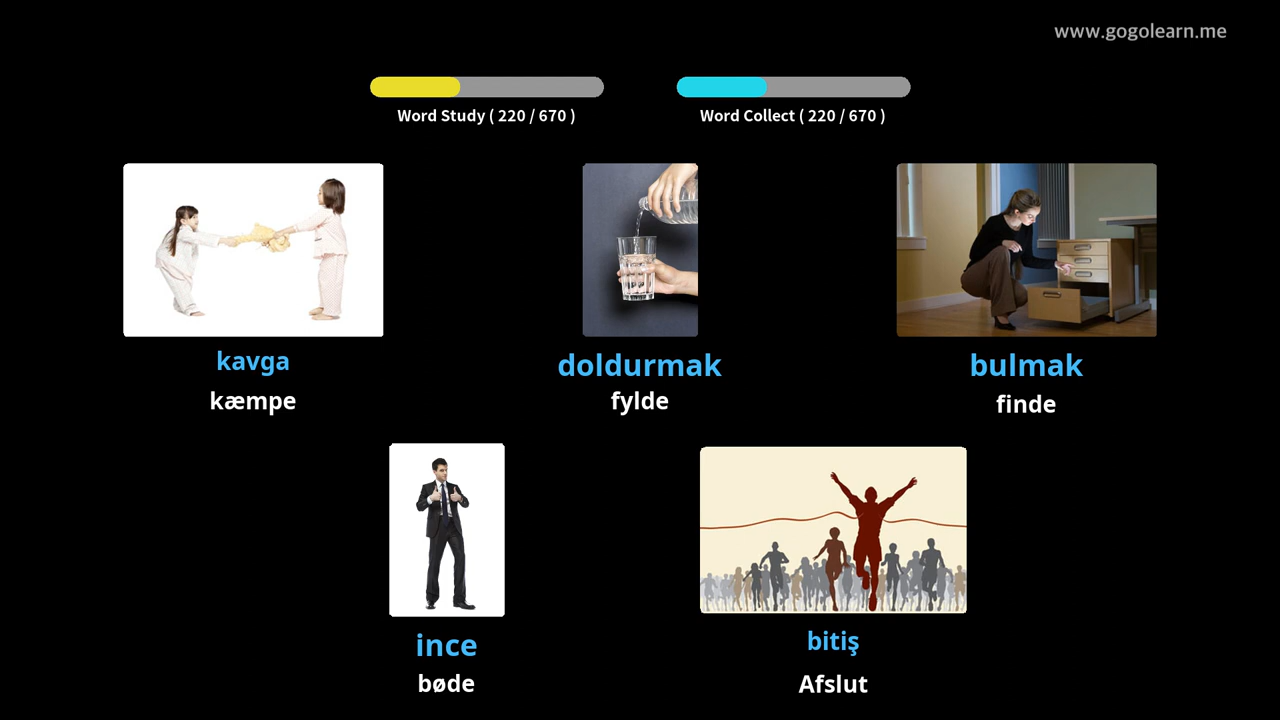 www.gogolearn.me
Word Study ( 220 / 670 )
Word Collect ( 220 / 670 )
kavga
kæmpe
doldurmak
fylde
bulmak
finde
ince
bøde
bitiş
Afslut